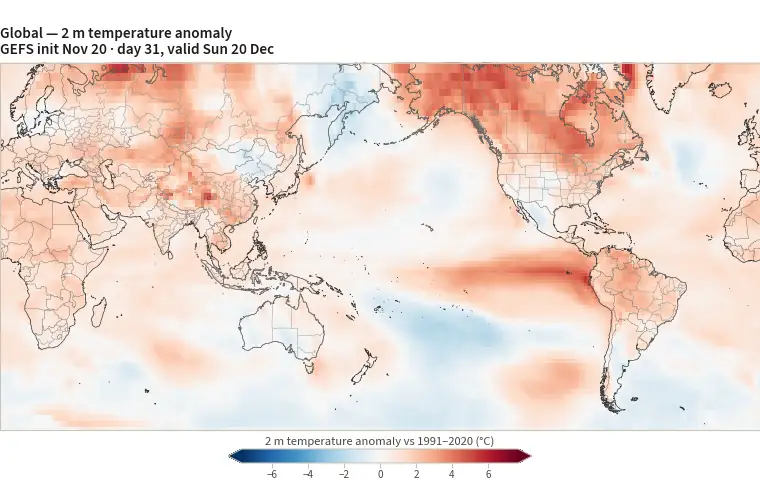 Global — 2 m temperature anomaly
GEFS init Nov 20 · day 31, valid Sun 20 Dec
2 m temperature anomaly vs 1991–2020 (°C)
−6 −4 −2 0 2 4 6